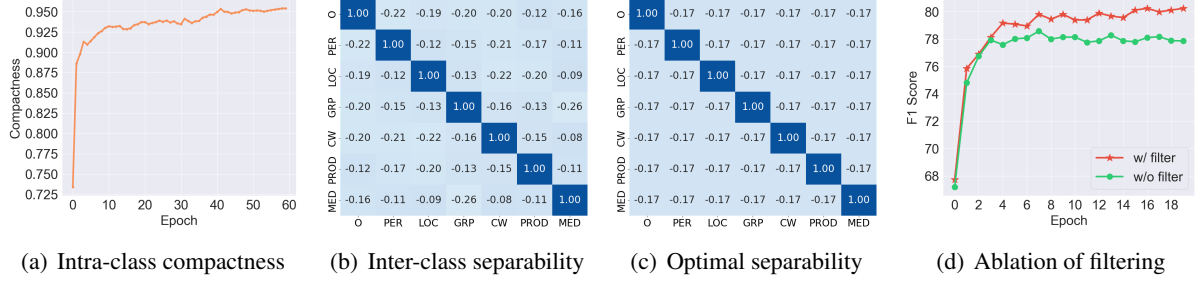 0.950
0.925
0.900
0.875
0.850
0.825
0.800
0.775
0.750
0.725
Compactness
0 10 20 30 40 50 60
Epoch
O 1.00 -0.22 -0.19 -0.20 -0.20 -0.12 -0.16
PER -0.22 1.00 -0.12 -0.15 -0.21 -0.17 -0.11
LOC -0.19 -0.12 1.00 -0.13 -0.22 -0.20 -0.09
GRP -0.20 -0.15 -0.13 1.00 -0.16 -0.13 -0.26
CW -0.20 -0.21 -0.22 -0.16 1.00 -0.15 -0.08
PROD -0.12 -0.17 -0.20 -0.13 -0.15 1.00 -0.11
MED -0.16 -0.11 -0.09 -0.26 -0.08 -0.11 1.00
O PER LOC GRP CW PROD MED
O 1.00 -0.17 -0.17 -0.17 -0.17 -0.17 -0.17
PER -0.17 1.00 -0.17 -0.17 -0.17 -0.17 -0.17
LOC -0.17 -0.17 1.00 -0.17 -0.17 -0.17 -0.17
GRP -0.17 -0.17 -0.17 1.00 -0.17 -0.17 -0.17
CW -0.17 -0.17 -0.17 -0.17 1.00 -0.17 -0.17
PROD -0.17 -0.17 -0.17 -0.17 -0.17 1.00 -0.17
MED -0.17 -0.17 -0.17 -0.17 -0.17 -0.17 1.00
O PER LOC GRP CW PROD MED
80
78
76
74
72
70
68
F1 Score
w/ filter
w/o filter
0 2 4 6 8 10 12 14 16 18
Epoch
(a) Intra-class compactness
(b) Inter-class separability
(c) Optimal separability
(d) Ablation of filtering